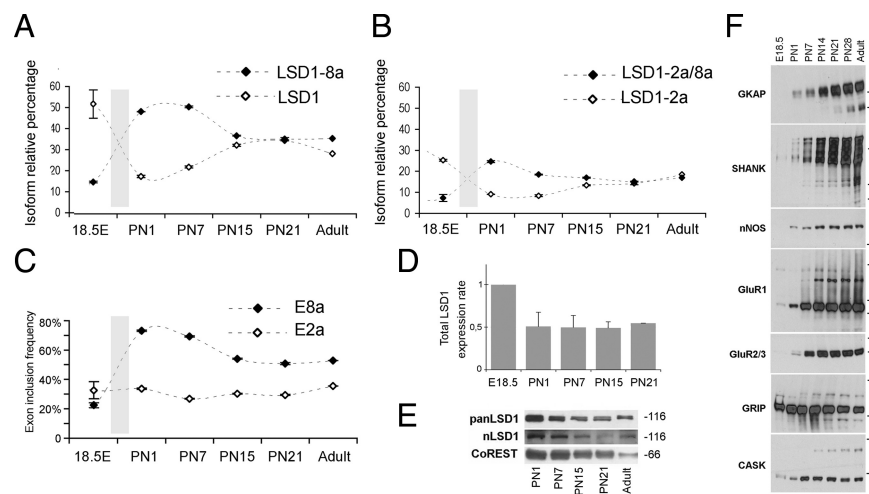 A
LSD1-8a
LSD1
Isoform relative percentage
60
50
40
30
20
10
0
18.5E PN1 PN7 PN15 PN21 Adult
B
LSD1-2a/8a
LSD1-2a
Isoform relative percentage
60
50
40
30
20
10
0
18.5E PN1 PN7 PN15 PN21 Adult
C
E8a
E2a
Exon inclusion frequency
80%
60%
40%
20%
0
18.5E PN1 PN7 PN15 PN21 Adult
D
Total LSD1
expression rate
1
0,5
0
E18.5 PN1 PN7 PN15 PN21
E
panLSD1 -116
nLSD1 -116
CoREST -66
PN1 PN7 PN15 PN21 Adult
F
E18.5 PN1 PN7 PN14 PN21 PN28 Adult
GKAP
SHANK
nNOS
GluR1
GluR2/3
GRIP
CASK